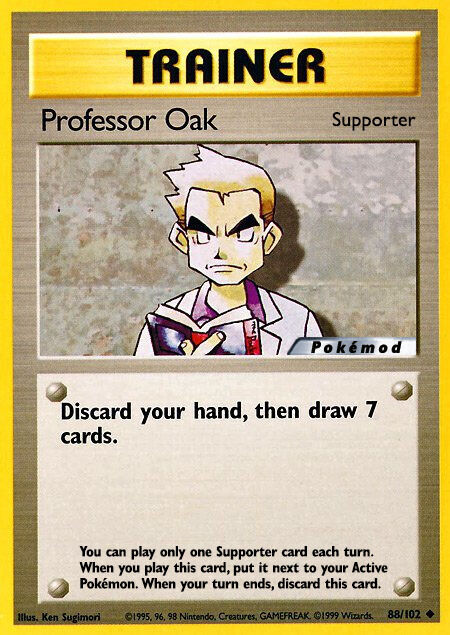 TRAINER
Professor Oak Supporter
Pokémod
Discard your hand, then draw 7
cards.
You can play only one Supporter card each turn.
When you play this card, put it next to your Active
Pokémon. When your turn ends, discard this card.
Illus. Ken Sugimori ©1995, 96, 98 Nintendo, Creatures, GAMEFREAK. ©1999 Wizards. 88/102 ◆